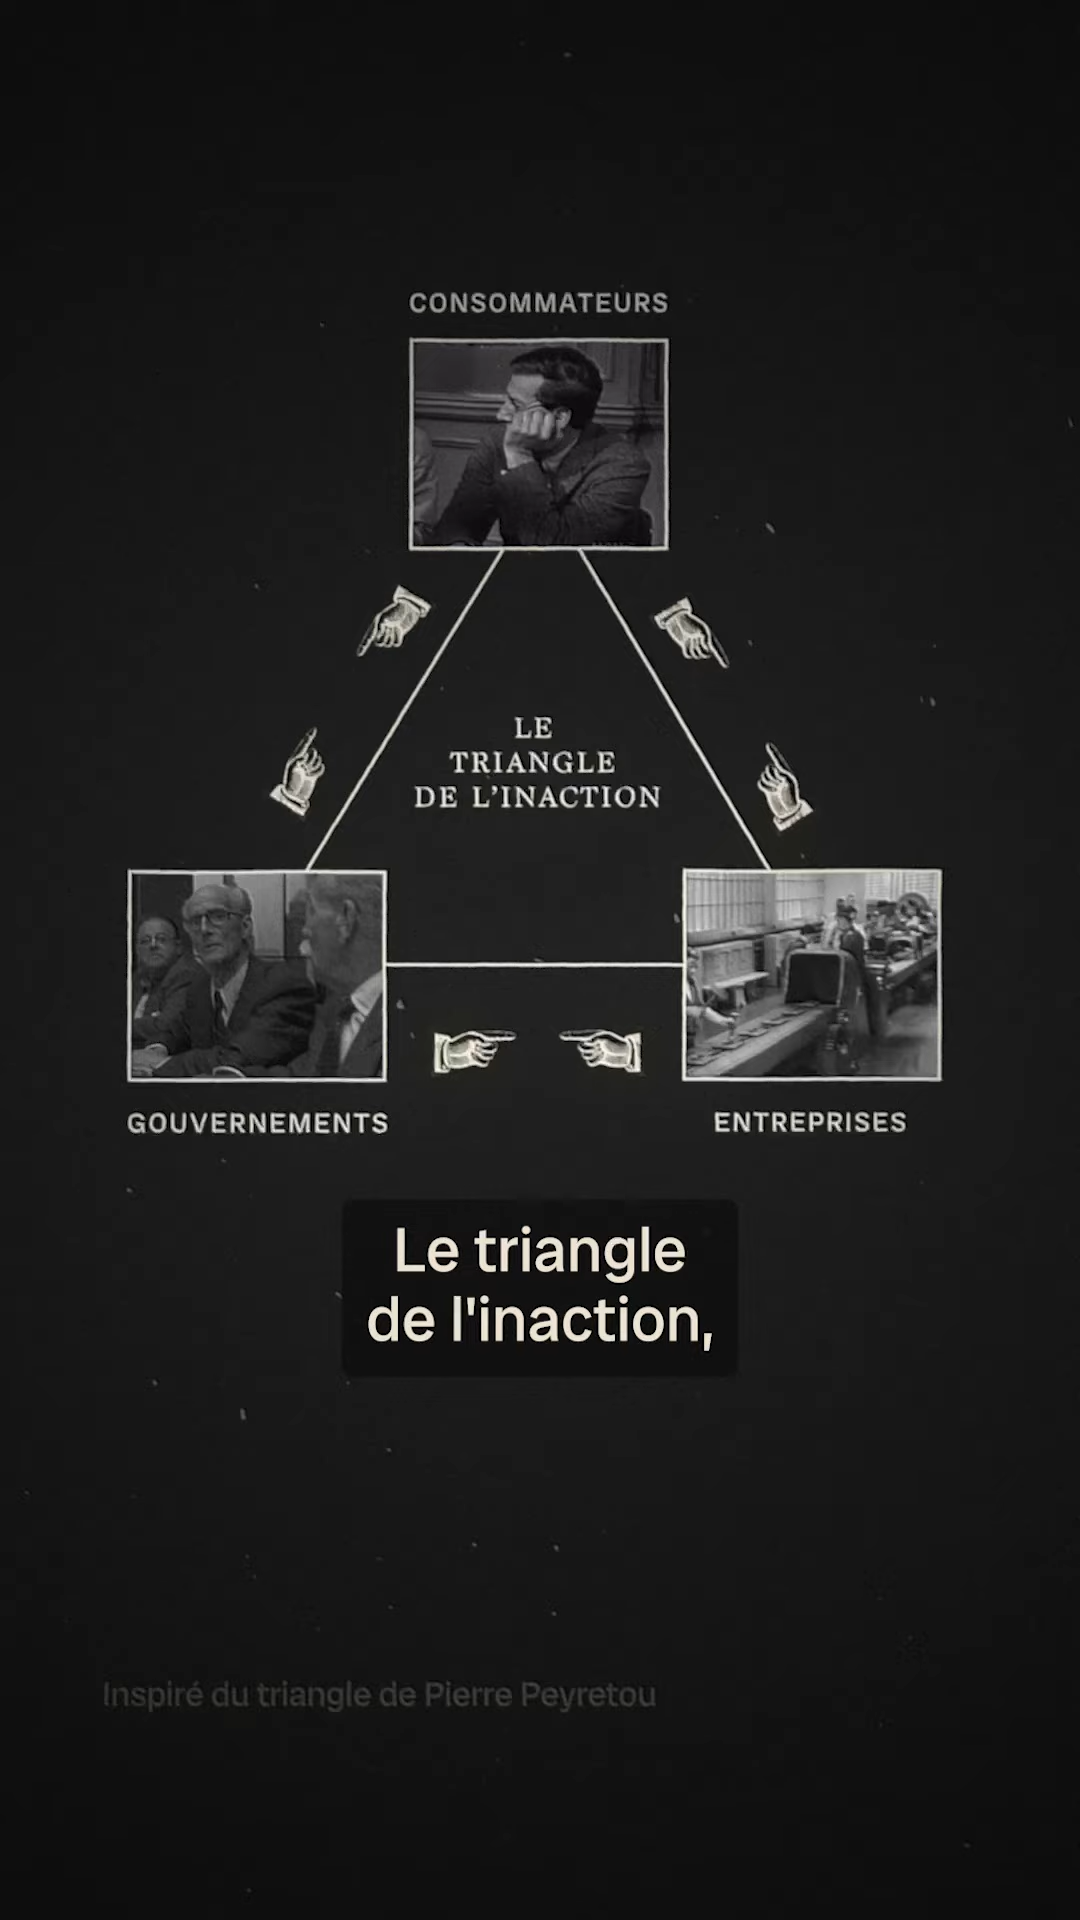 CONSOMMATEURS
LE
TRIANGLE
DE L’INACTION
GOUVERNEMENTS
ENTREPRISES
Le triangle
de l'inaction,
Inspiré du triangle de Pierre Peyretou